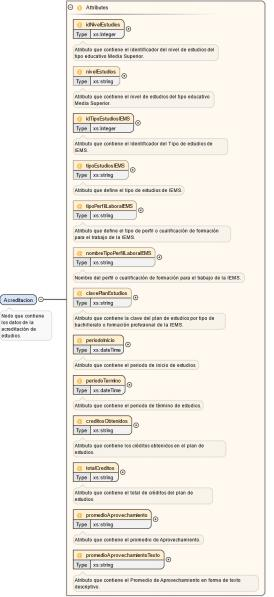 Attributes
idNivelEstudios
Type xs:integer
Atributo que contiene el identificador del nivel de estudios del
tipo educativo Media Superior.
nivelEstudios
Type xs:string
Atributo que contiene el nivel de estudios del tipo educativo
Media Superior.
idTipoEstudiosIEMS
Type xs:integer
Atributo que contiene el Identificador del Tipo de estudios de
IEMS.
tipoEstudiosIEMS
Type xs:string
Atributo que define el tipo de estudios de IEMS.
tipoPerfilLaboralEMS
Type xs:string
Atributo que define el tipo de perfil o cualificación de formación
para el trabajo de la IEMS.
nombreTipoPerfilLaboralEMS
Type xs:string
Nombre del perfil o cualificación de formación para el trabajo de la IEMS.
clavePlanEstudios
Type xs:string
Atributo que contiene la clave del plan de estudios por tipo de
bachillerato o formación profesional de la IEMS.
Acreditacion
Nodo que contiene
los datos de la
acreditación de
estudios.
periodoInicio
Type xs:dateTime
Atributo que contiene el periodo de inicio de estudios.
periodoTermino
Type xs:dateTime
Atributo que contiene el periodo de término de estudios.
creditosObtenidos
Type xs:string
Atributo que contiene los créditos obtenidos en el plan de
estudios.
totalCreditos
Type xs:string
Atributo que contiene el total de créditos del plan de
estudios.
promedioAprovechamiento
Type xs:string
Atributo que contiene el promedio de Aprovechamiento.
promedioAprovechamientoTexto
Type xs:string
Atributo que contiene el Promedio de Aprovechamiento en forma de texto
descriptivo.